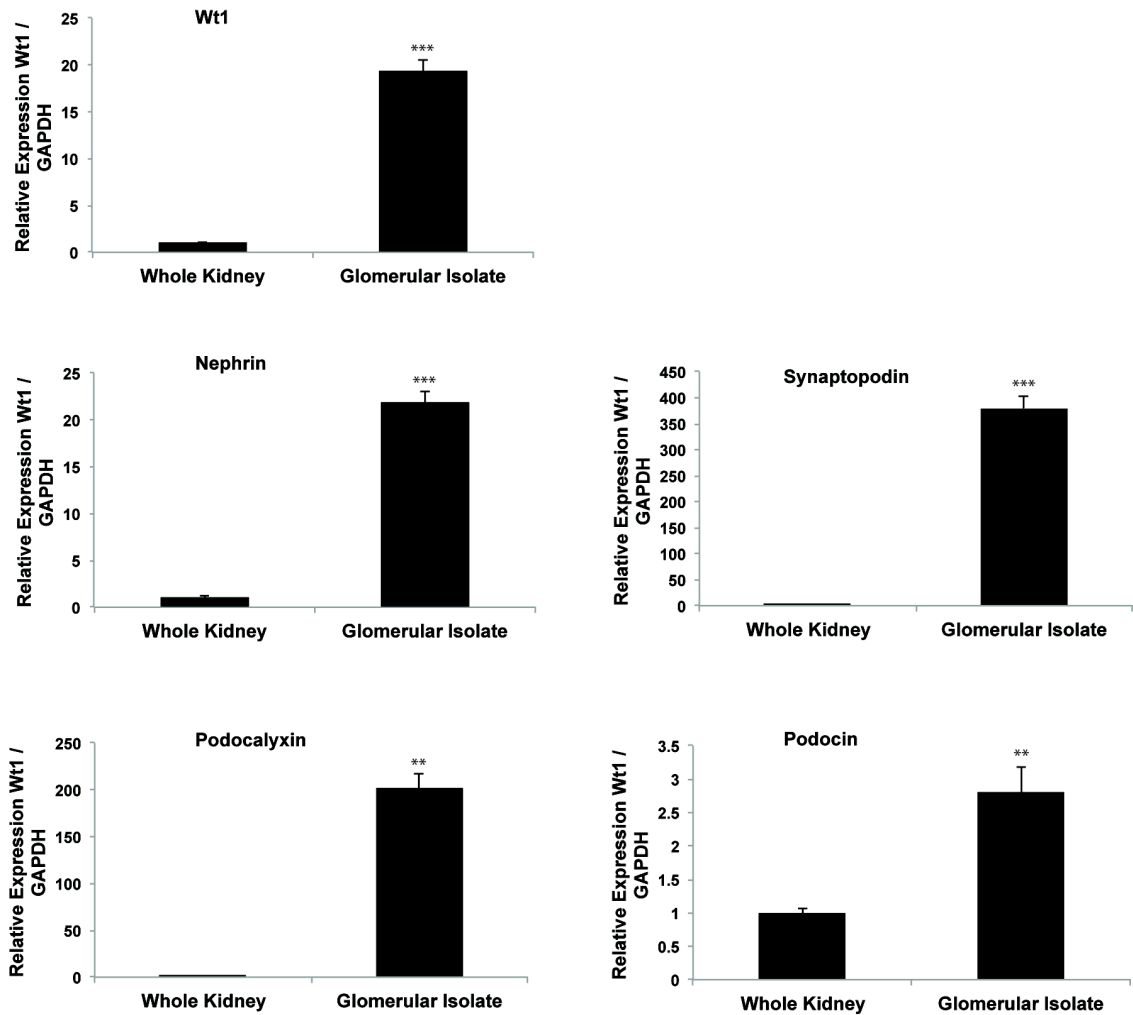 Wt1
Relative Expression Wt1 /
GAPDH
25
20
15
10
5
0
***
Whole Kidney
Glomerular Isolate
Nephrin
Relative Expression Wt1 /
GAPDH
25
20
15
10
5
0
***
Whole Kidney
Glomerular Isolate
Synaptopodin
Relative Expression Wt1 /
GAPDH
450
400
350
300
250
200
150
100
50
0
***
Whole Kidney
Glomerular Isolate
Podocalyxin
Relative Expression Wt1 /
GAPDH
250
200
150
100
50
0
**
Whole Kidney
Glomerular Isolate
Podocin
Relative Expression Wt1 /
GAPDH
3.5
3
2.5
2
1.5
1
0.5
0
**
Whole Kidney
Glomerular Isolate